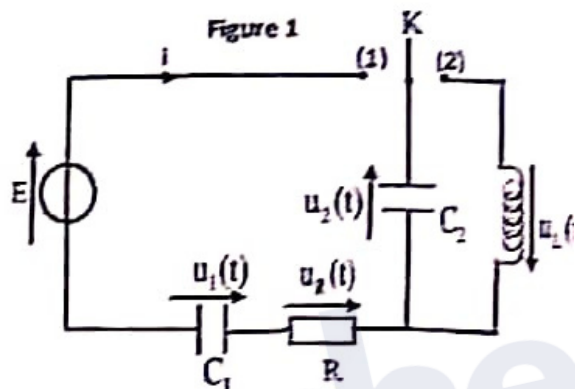 Figure 1
K
i
(1)
(2)
E
u₂(t)
C₂
u₁(t)
u₂(t)
C₁
R